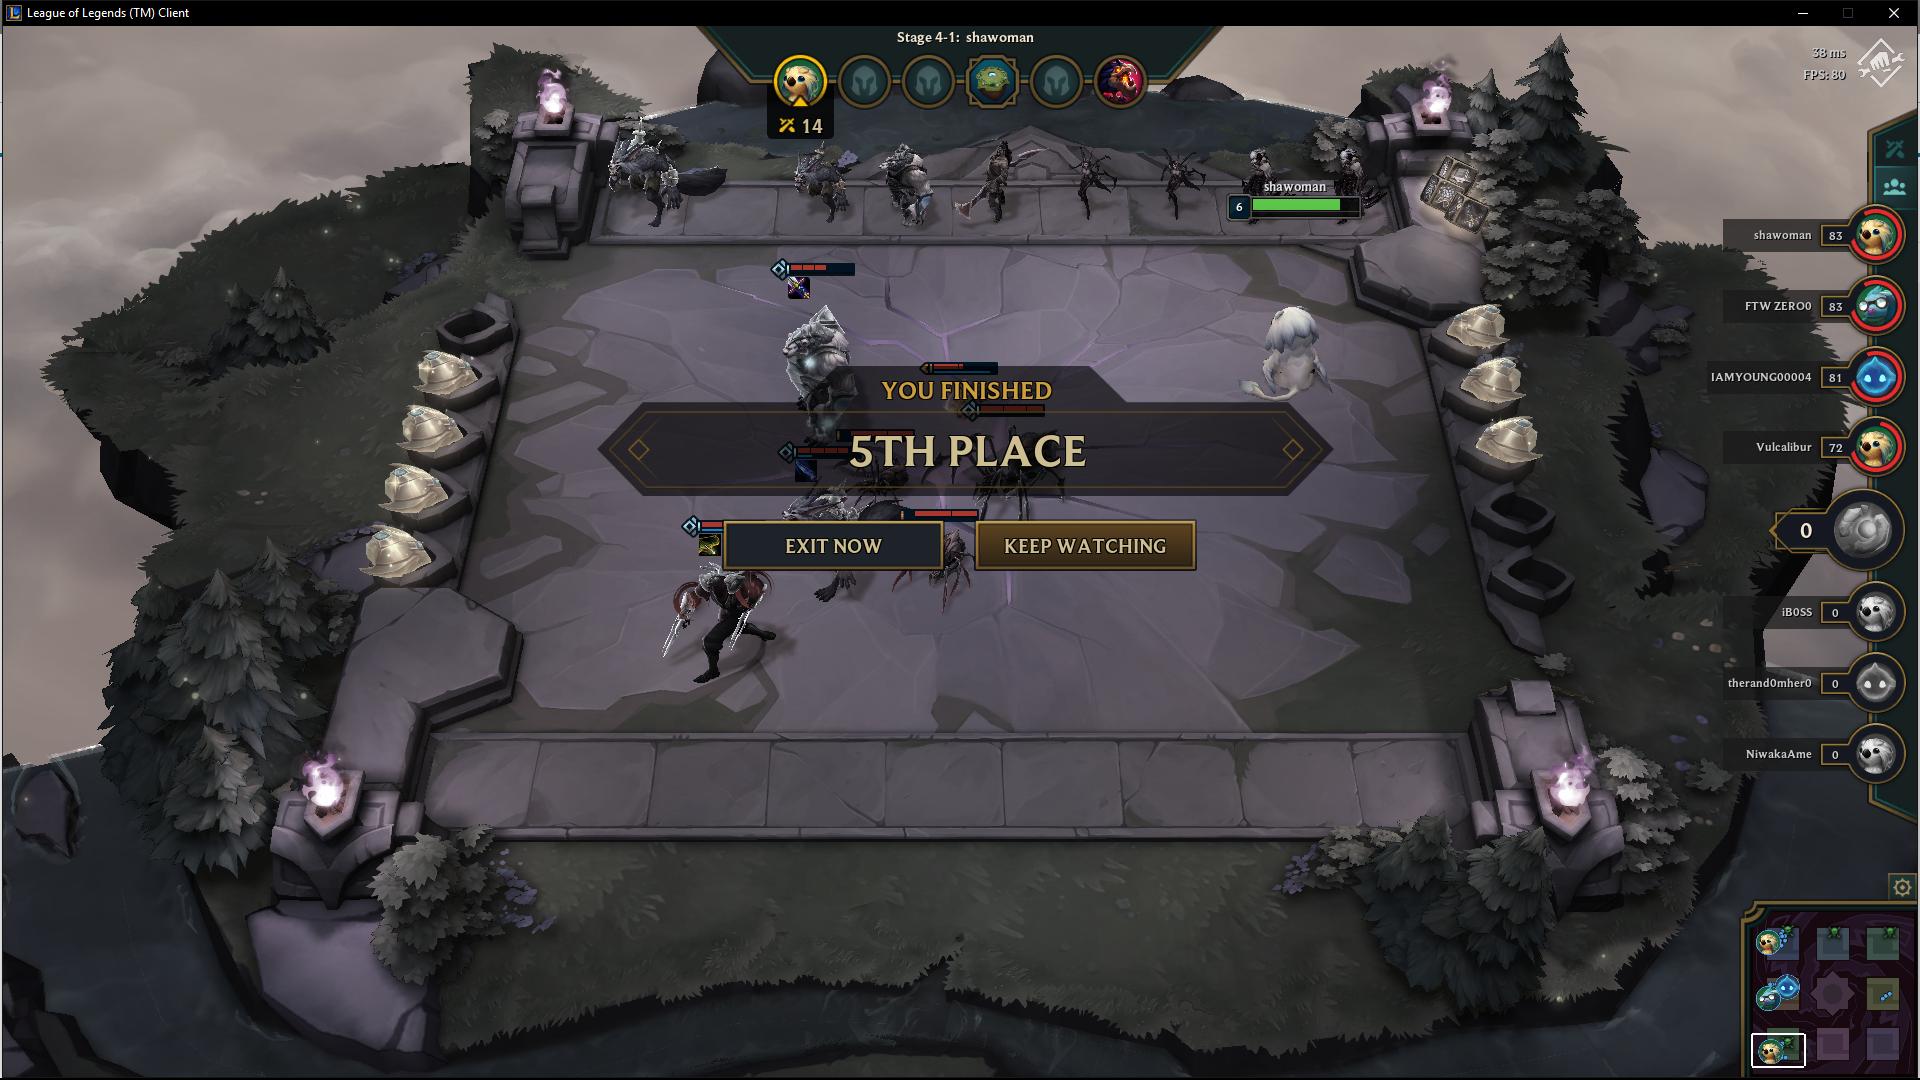 League of Legends (TM) Client
Stage 4-1: shawoman
38 ms
FPS: 80
14
shawoman
6
shawoman 83
FTW ZERO0 83
IAMYOUNG00004 81
Vulcalibur 72
0
iB0SS 0
therand0mher0 0
NiwakaAme 0
YOU FINISHED
5TH PLACE
EXIT NOW
KEEP WATCHING